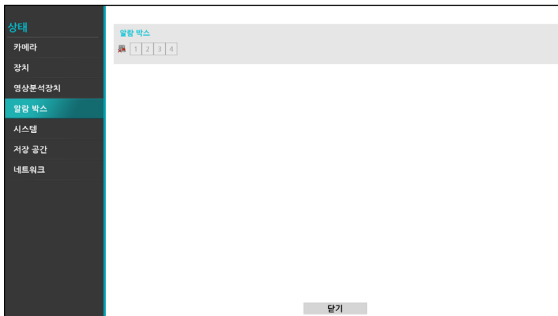 상태
카메라
장치
영상분석장치
알람 박스
시스템
저장 공간
네트워크
알람 박스
1 2 3 4
닫기